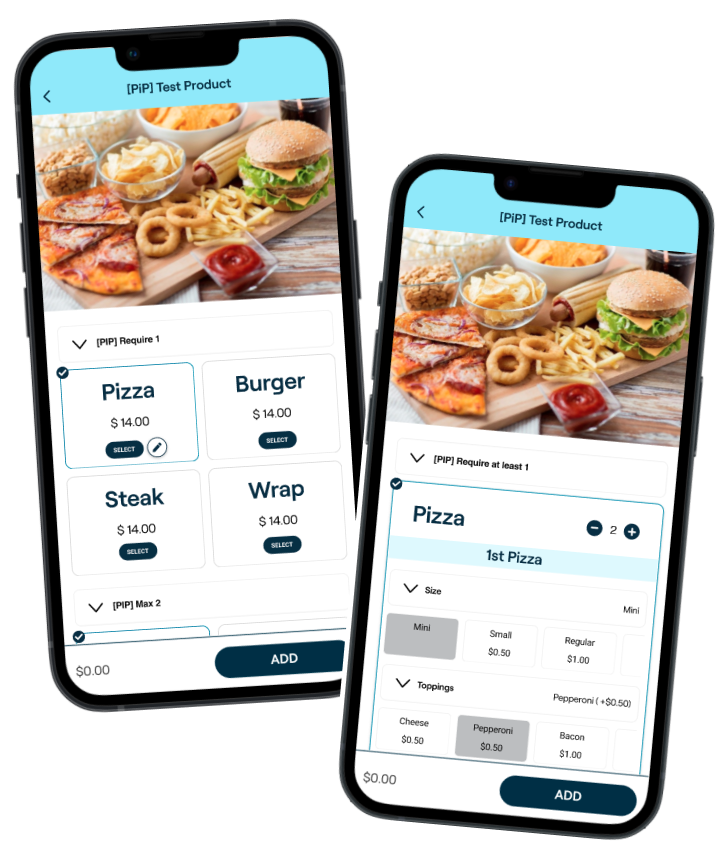 [PiP] Test Product
[PIP] Require 1
Pizza
$ 14.00
SELECT
Burger
$ 14.00
SELECT
Steak
$ 14.00
SELECT
Wrap
$ 14.00
SELECT
[PIP] Max 2
$0.00
ADD
[PiP] Test Product
[PIP] Require at least 1
Pizza
2
1st Pizza
Size
Mini
Mini
Small
$0.50
Regular
$1.00
Toppings
Pepperoni ( +$0.50)
Cheese
$0.50
Pepperoni
$0.50
Bacon
$1.00
$0.00
ADD